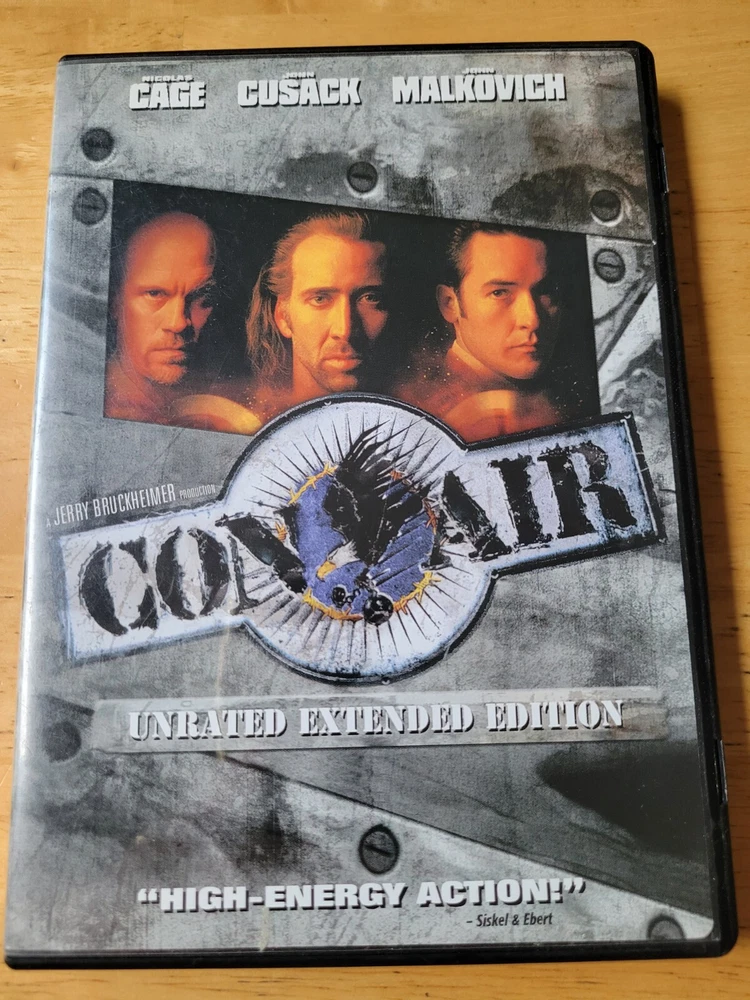 NICOLAS JOHN JOHN
CAGE CUSACK MALKOVICH
A JERRY BRUCKHEIMER PRODUCTION
CON AIR
UNRATED EXTENDED EDITION
“HIGH-ENERGY ACTION!”
– Siskel & Ebert